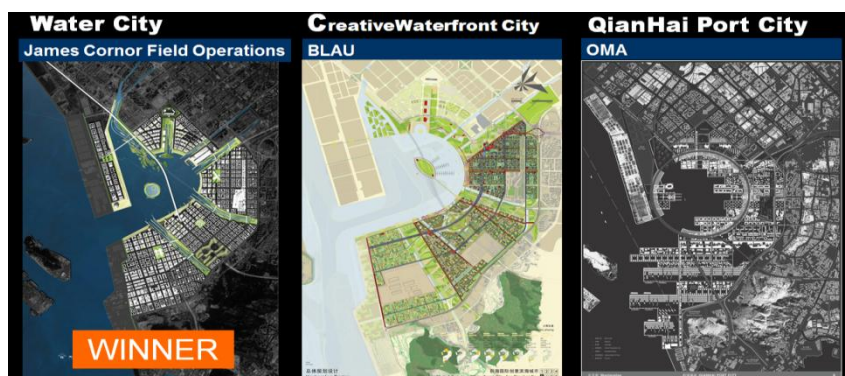 Water City
James Cornor Field Operations
WINNER
CreativeWaterfront City
BLAU
QianHai Port City
OMA